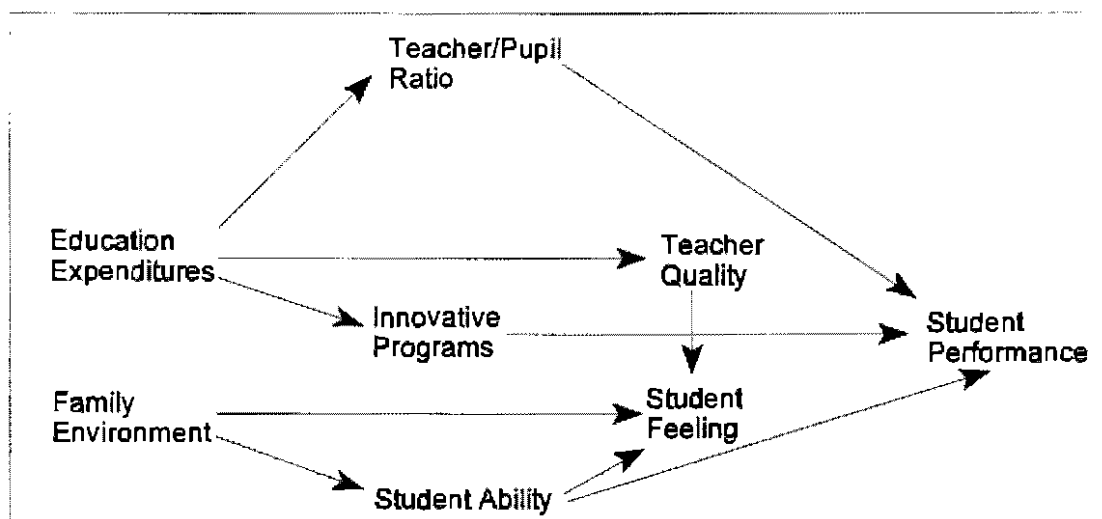 Teacher/Pupil
Ratio
Education
Expenditures
Teacher
Quality
Innovative
Programs
Student
Performance
Family
Environment
Student
Feeling
Student Ability